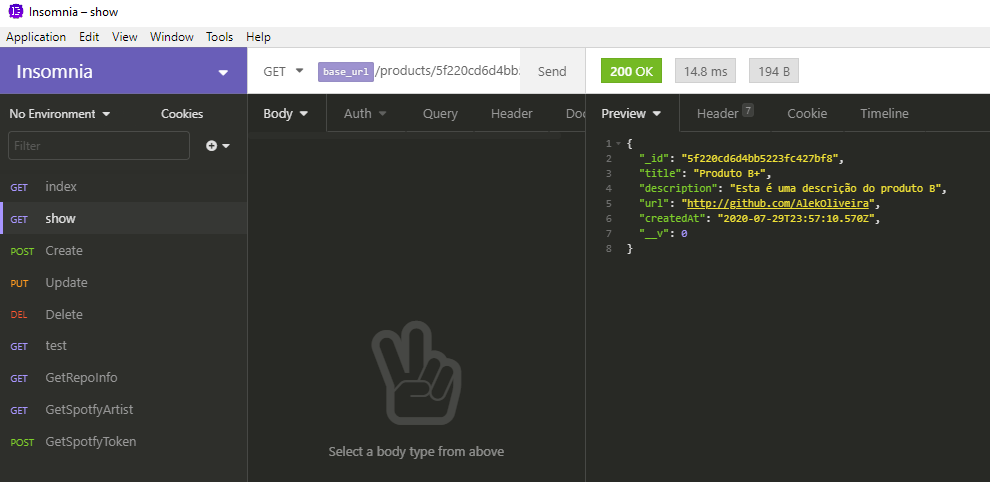 Insomnia – show
Application Edit View Window Tools Help
Insomnia
GET base_url /products/5f220cd6d4bb5 Send
200 OK 14.8 ms 194 B
No Environment Cookies
Body Auth Query Header Doc
Preview Header 7 Cookie Timeline
Filter
GET index
GET show
POST Create
PUT Update
DEL Delete
GET test
GET GetRepoInfo
GET GetSpotfyArtist
POST GetSpotfyToken
Select a body type from above
1 {
2 "_id": "5f220cd6d4bb5223fc427bf8",
3 "title": "Produto B+",
4 "description": "Esta é uma descrição do produto B",
5 "url": "http://github.com/AlekOliveira",
6 "createdAt": "2020-07-29T23:57:10.570Z",
7 "__v": 0
8 }